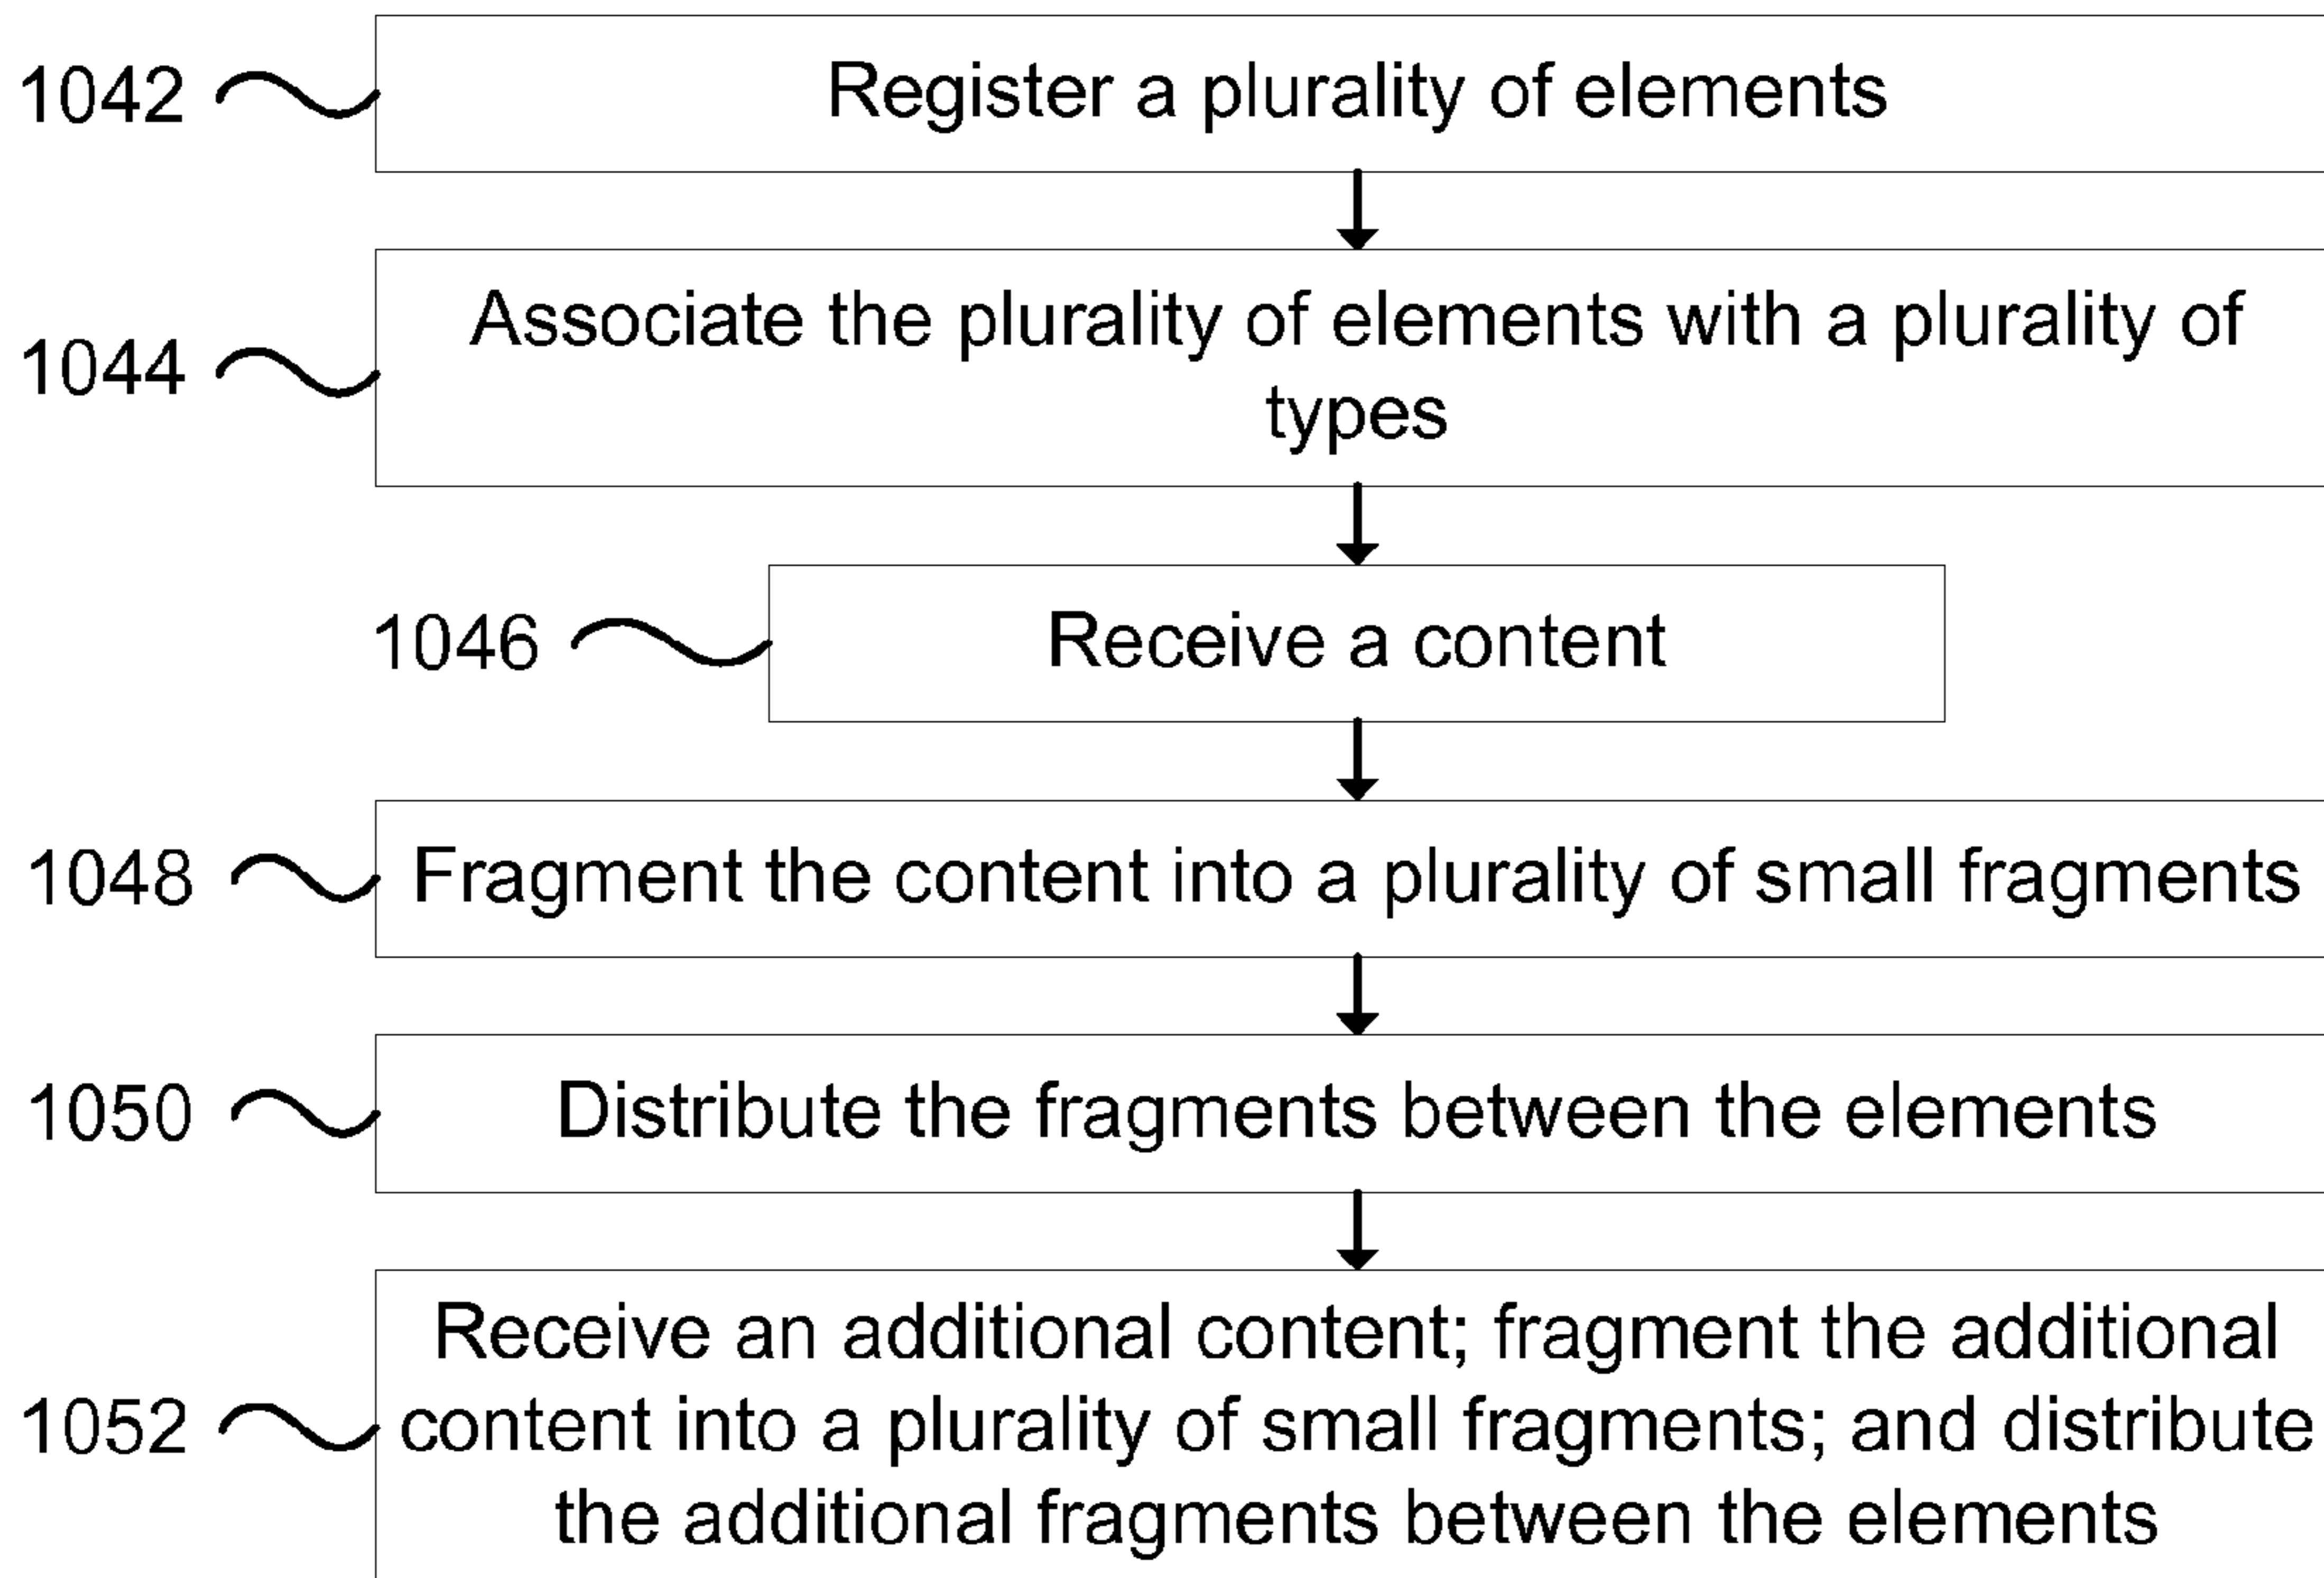 1042 Register a plurality of elements
Associate the plurality of elements with a plurality of
1044
types
1046 Receive a content
1048 Fragment the content into a plurality of small fragments
1050 Distribute the fragments between the elements
Receive an additional content; fragment the additional
1052 content into a plurality of small fragments; and distribute
the additional fragments between the elements